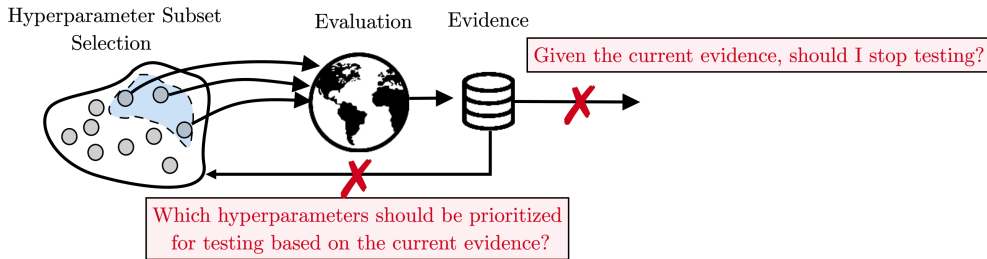 Hyperparameter Subset
Selection
Evaluation
Evidence
Given the current evidence, should I stop testing?
Which hyperparameters should be prioritized
for testing based on the current evidence?